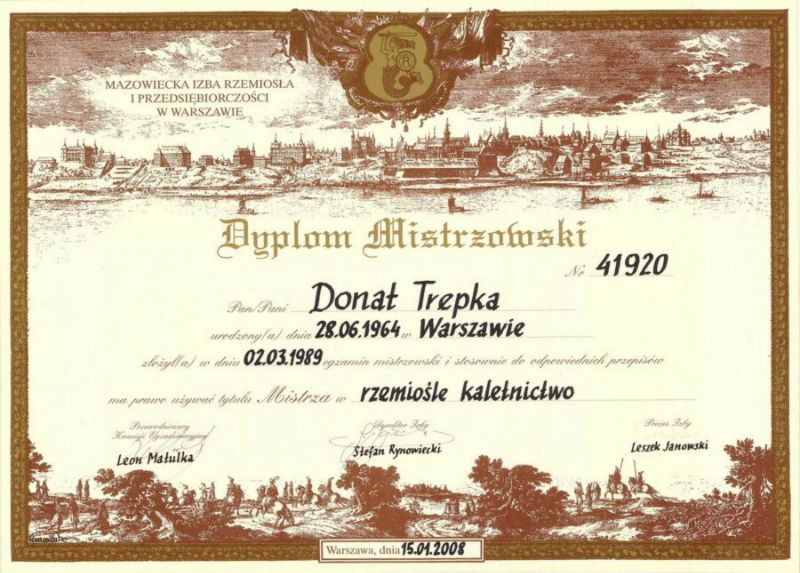 MAZOWIECKA IZBA RZEMIOSŁA
I PRZEDSIĘBIORCZOŚCI
W WARSZAWIE
R
Dyplom Mistrzowski
Nr 41920
Pan/Pani Donat Trepka
urodzony(a) dnia 28.06.1964 w Warszawie
złożył(a) w dniu 02.03.1989 egzamin mistrzowski i stosownie do odpowiednich przepisów
ma prawo używać tytułu Mistrza w rzemiośle kaletnictwo
Przewodniczący
Komisji Egzaminacyjnej
Leon Matulka
Dyrektor Izby
Stefan Rynowiecki
Prezes Izby
Leszek Janowski
Warszawa, dnia 15.01.2008